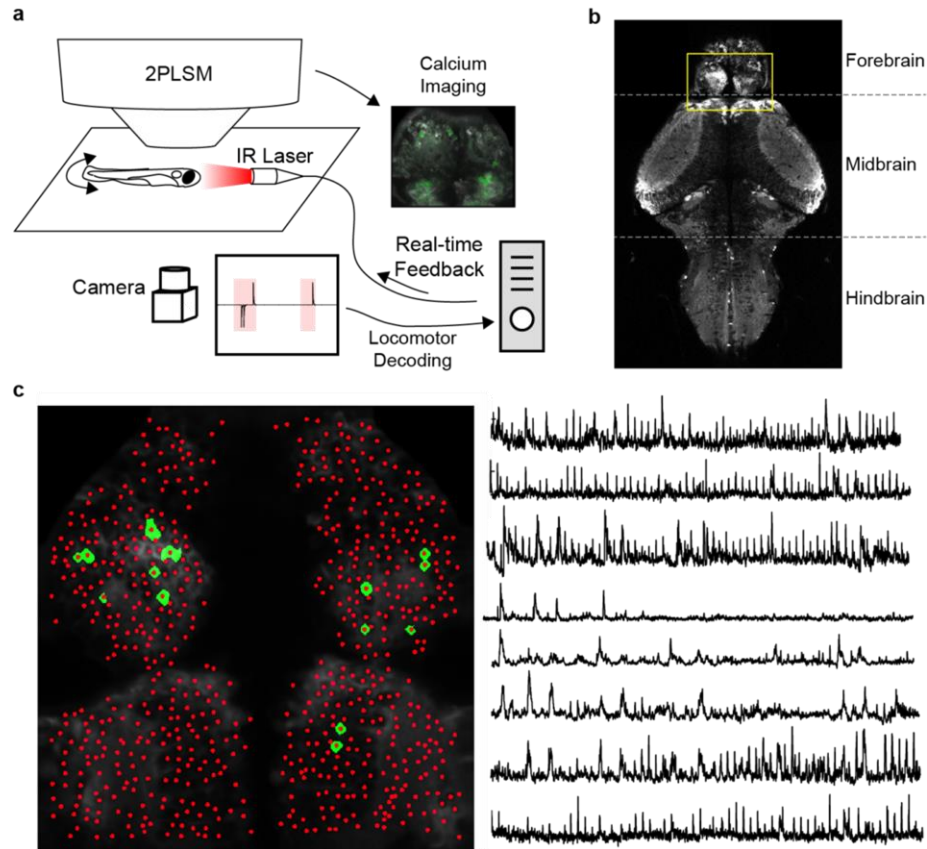 a
2PLSM
Calcium
Imaging
IR Laser
Real-time
Feedback
Camera
Locomotor
Decoding
b
Forebrain
Midbrain
Hindbrain
c